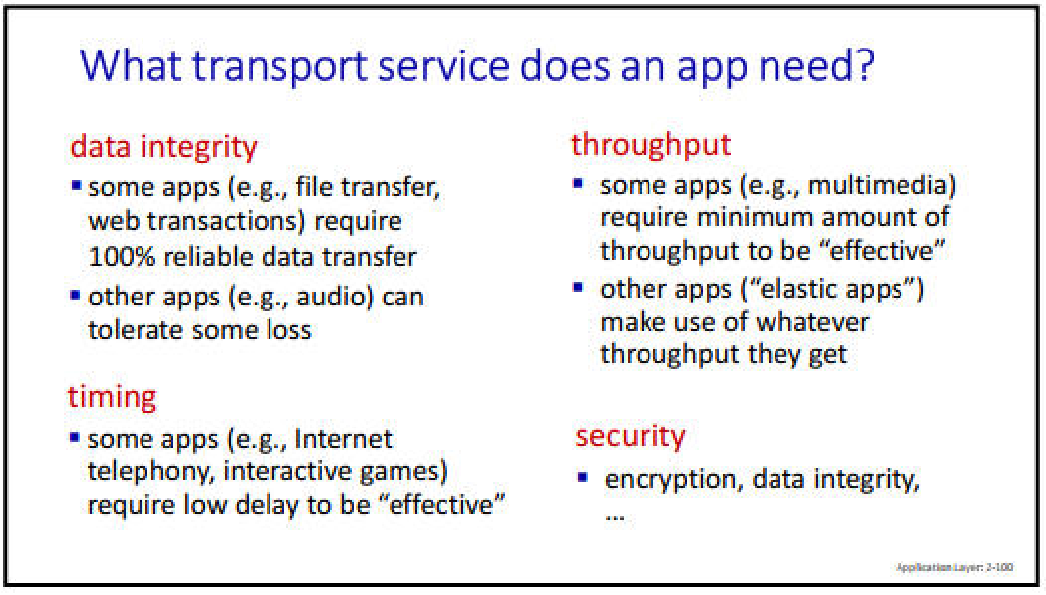 What transport service does an app need?
data integrity
▪ some apps (e.g., file transfer,
web transactions) require
100% reliable data transfer
▪ other apps (e.g., audio) can
tolerate some loss
timing
▪ some apps (e.g., Internet
telephony, interactive games)
require low delay to be “effective”
throughput
▪ some apps (e.g., multimedia)
require minimum amount of
throughput to be “effective”
▪ other apps (“elastic apps”)
make use of whatever
throughput they get
security
▪ encryption, data integrity,
...
Application Layer: 2-100